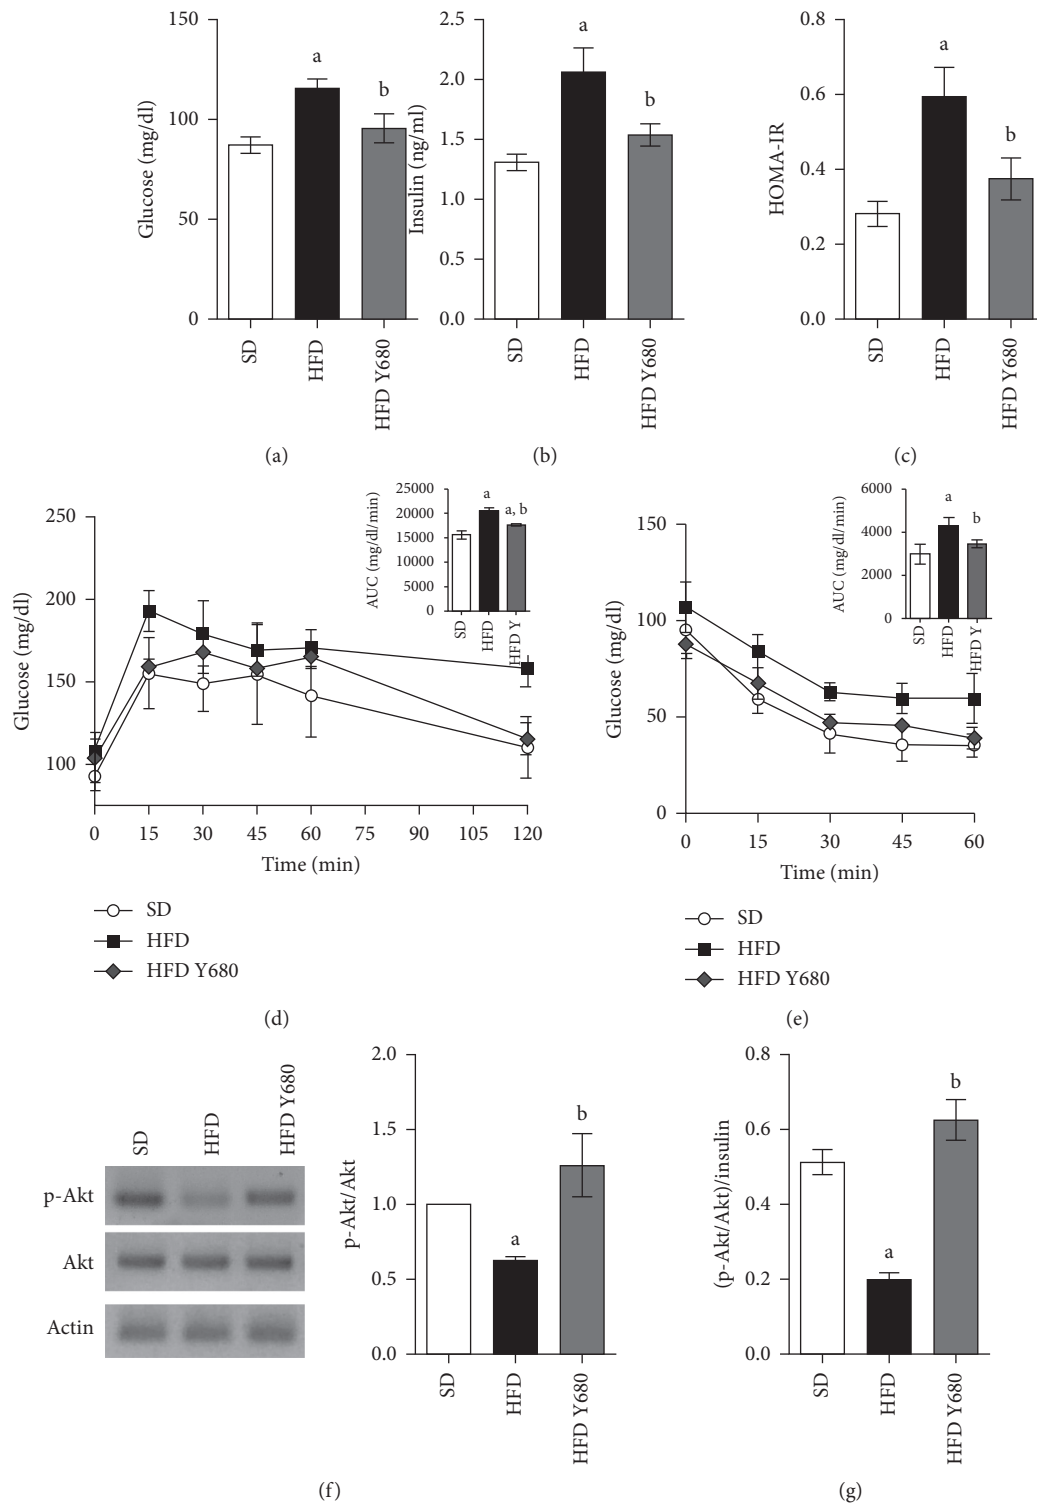 150
100
50
0
Glucose (mg/dl)
a
b
SD
HFD
HFD Y680
(a)
2.5
2.0
1.5
1.0
0.5
0.0
Insulin (ng/ml)
a
b
SD
HFD
HFD Y680
(b)
0.8
0.6
0.4
0.2
0.0
HOMA-IR
a
b
SD
HFD
HFD Y680
(c)
250
200
150
100
Glucose (mg/dl)
0 15 30 45 60 75 90 105 120
Time (min)
25000
20000
15000
10000
5000
0
AUC (mg/dl/min)
a
a, b
SD
HFD
HFD Y
SD
HFD
HFD Y680
(d)
150
100
50
0
Glucose (mg/dl)
0 15 30 45 60
Time (min)
6000
4000
2000
0
AUC (mg/dl/min)
a
b
SD
HFD
HFD Y
SD
HFD
HFD Y680
(e)
SD
HFD
HFD Y680
p-Akt
Akt
Actin
2.0
1.5
1.0
0.5
0.0
p-Akt/Akt
a
b
SD
HFD
HFD Y680
(f)
0.8
0.6
0.4
0.2
0.0
(p-Akt/Akt)/insulin
a
b
SD
HFD
HFD Y680
(g)